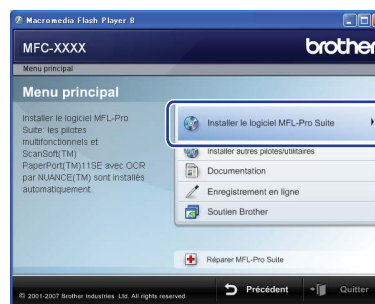 Macromedia Flash Player 8
MFC-XXXX
brother
Menu principal
Menu principal
Installer le logiciel MFL-Pro
Suite: les pilotes
multifonctionnels et
ScanSoft(TM)
PaperPort(TM)11SE avec OCR
par NUANCE(TM) sont installés
automatiquement.
Installer le logiciel MFL-Pro Suite
Installer autres pilotes/utilitaires
Documentation
Enregistrement en ligne
Soutien Brother
Réparer MFL-Pro Suite
© 2001-2007 Brother Industries Ltd. All rights reserved
Précédent
Quitter